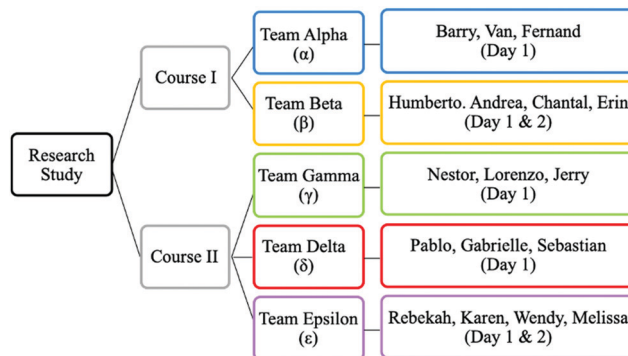 Research
Study
Course I
Course II
Team Alpha
(α)
Barry, Van, Fernand
(Day 1)
Team Beta
(β)
Humberto. Andrea, Chantal, Erin
(Day 1 & 2)
Team Gamma
(γ)
Nestor, Lorenzo, Jerry
(Day 1)
Team Delta
(δ)
Pablo, Gabrielle, Sebastian
(Day 1)
Team Epsilon
(ε)
Rebekah, Karen, Wendy, Melissa
(Day 1 & 2)